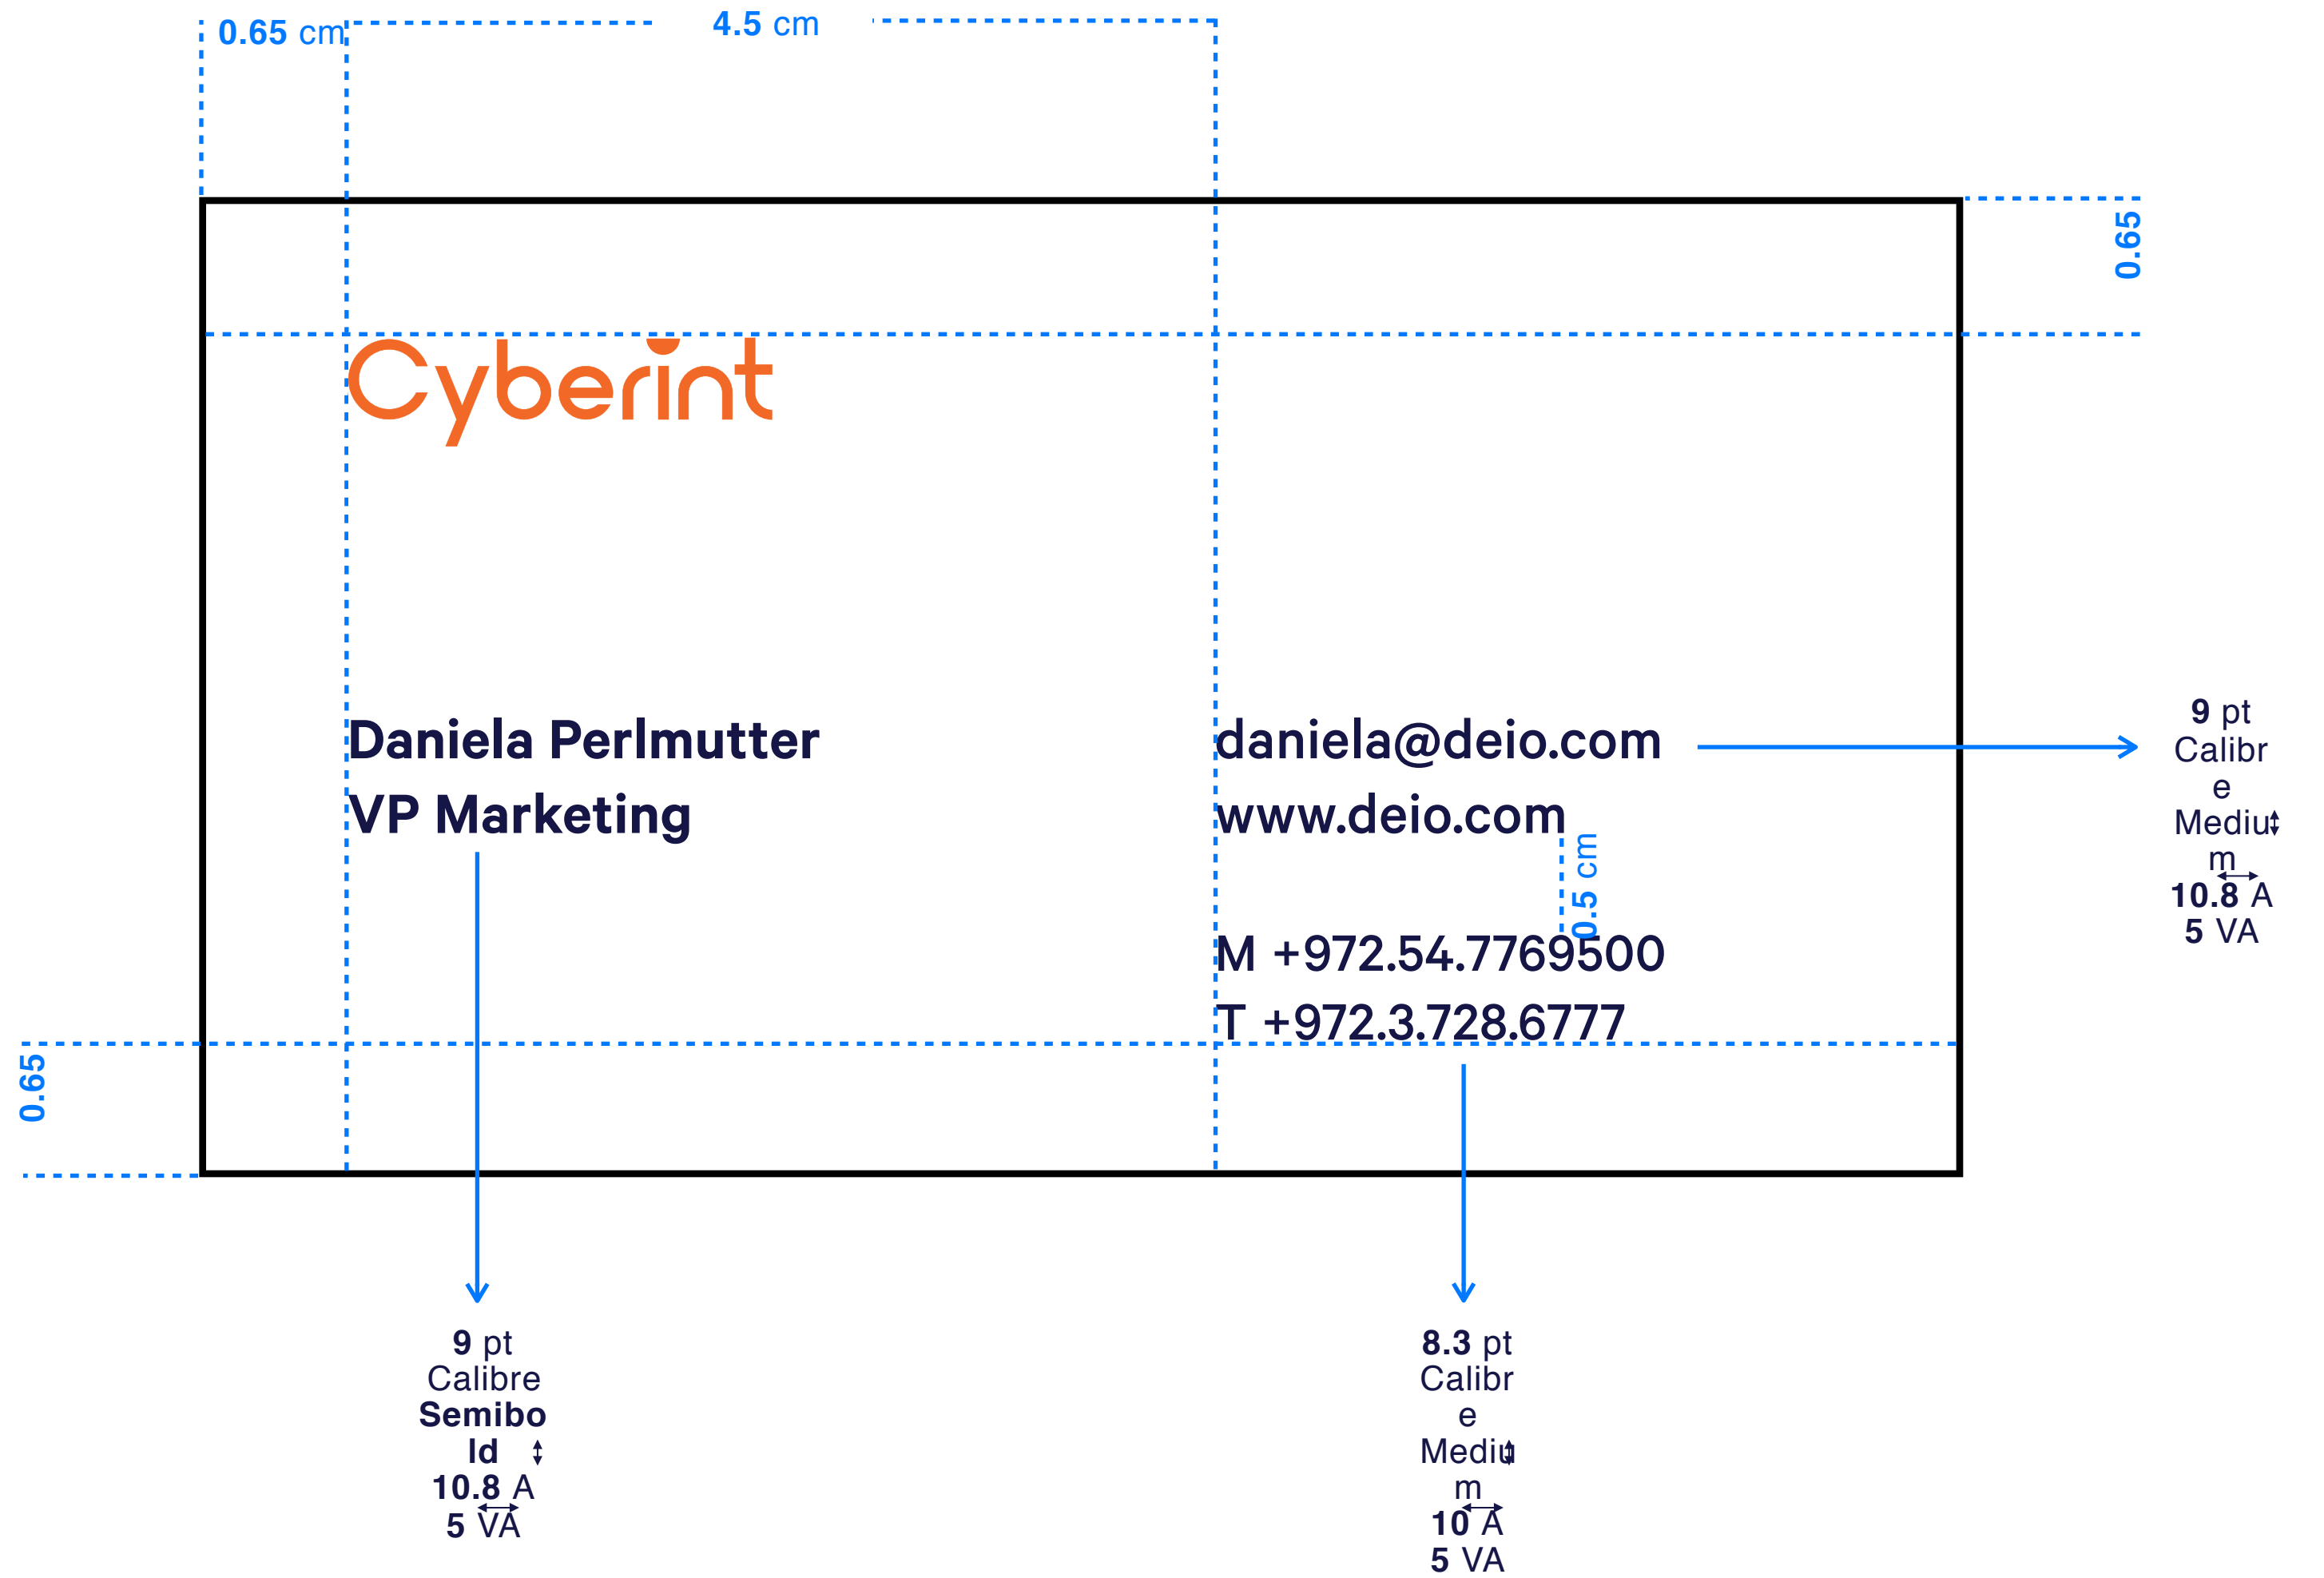 0.65 cm
4.5 cm
0.65
Cyberint
Daniela Perlmutter
VP Marketing
daniela@deio.com
www.deio.com
0.5 cm
M +972.54.7769500
T +972.3.728.6777
0.65
9 pt
Calibr
e
Mediu
m
10.8 A
5 VA
9 pt
Calibre
Semibo
ld
10.8 A
5 VA
8.3 pt
Calibr
e
Mediu
m
10 A
5 VA